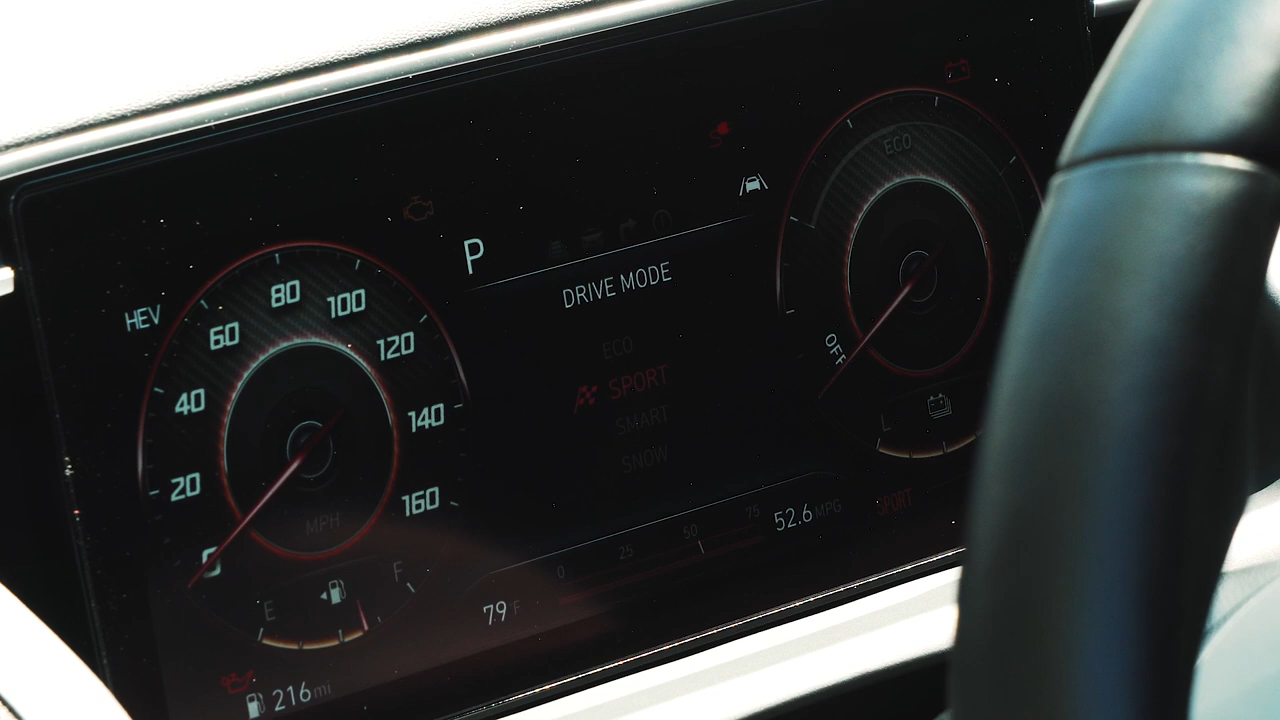 HEV
0
20
40
60
80
100
120
140
160
MPH
E
F
216 mi
P
DRIVE MODE
ECO
SPORT
SMART
SNOW
0 25 50 75
52.6 MPG
79 F
ECO
OFF
L
SPORT